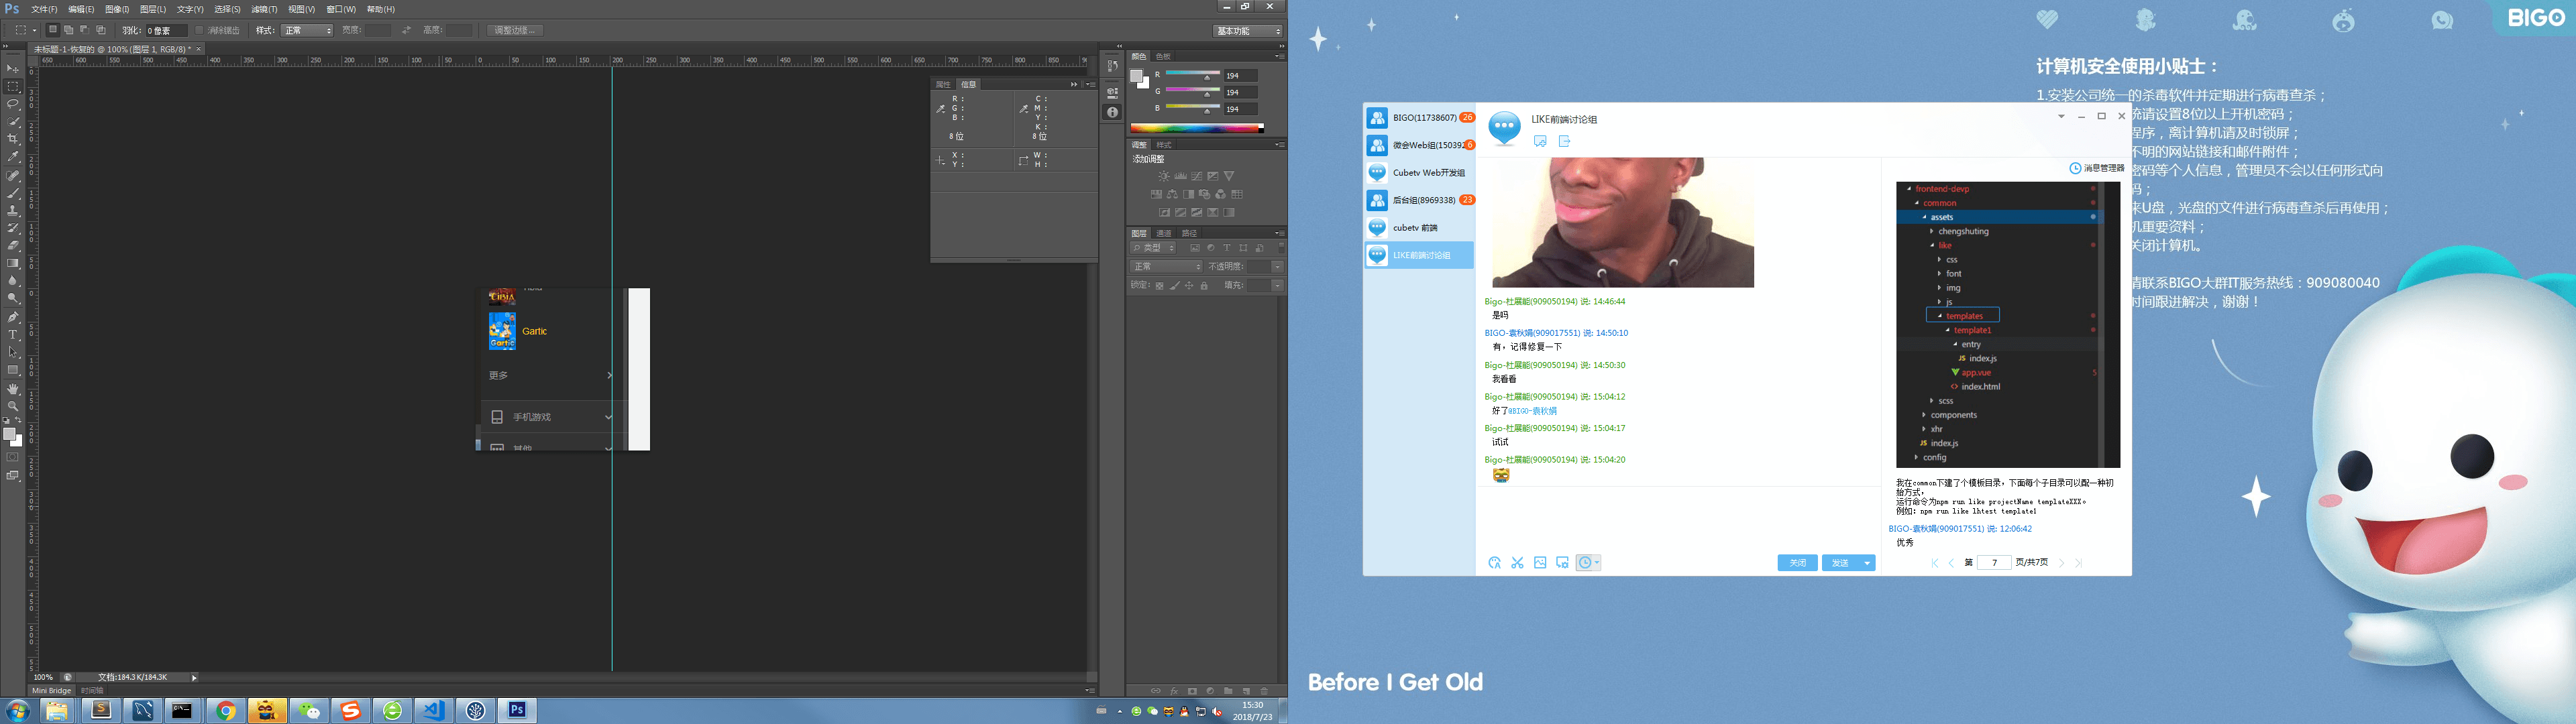 Ps 文件(F) 编辑(E) 图像(I) 图层(L) 文字(Y) 选择(S) 滤镜(T) 视图(V) 窗口(W) 帮助(H)
羽化: 0 像素 消除锯齿 样式: 正常 宽度: 高度: 调整边缘... 基本功能
未标题-1-恢复的 @ 100%(图层 1, RGB/8) *
属性 信息
R: C:
G: M:
B: Y:
K:
8 位 8 位
X: W:
Y: H:
颜色 色板
R 194
G 194
B 194
调整 样式
添加调整
图层 通道 路径
类型
正常 不透明度:
锁定: 填充:
Gartic
Gartic
更多
手机游戏
其他
100% 文档:184.3 K/184.3K
Mini Bridge 时间轴
15:30
2018/7/23
BIGO
计算机安全使用小贴士：
1.安装公司统一的杀毒软件并定期进行病毒查杀；
统请设置8位以上开机密码；
程序，离计算机请及时锁屏；
不明的网站链接和邮件附件；
密码等个人信息，管理员不会以任何形式向
码；
来U盘，光盘的文件进行病毒查杀后再使用；
机重要资料；
关闭计算机。
请联系BIGO大群IT服务热线：909080040
时间跟进解决，谢谢！
Before I Get Old
BIGO(11738607) 26
微会Web组(150392 6
Cubetv Web开发组
后台组(8969338) 23
cubetv 前端
LIKE前端讨论组
LIKE前端讨论组
Bigo-杜展能(909050194) 说: 14:46:44
是吗
BIGO-袁秋娟(909017551) 说: 14:50:10
有，记得修复一下
Bigo-杜展能(909050194) 说: 14:50:30
我看看
Bigo-杜展能(909050194) 说: 15:04:12
好了@BIGO-袁秋娟
Bigo-杜展能(909050194) 说: 15:04:17
试试
Bigo-杜展能(909050194) 说: 15:04:20
关闭 发送
消息管理器
frontend-devp
common
assets
chengshuting
like
css
font
img
js
templates
template1
entry
JS index.js
app.vue 5
<> index.html
scss
components
xhr
JS index.js
config
我在common下建了个模板目录，下面每个子目录可以配一种初
始方式，
运行命令为npm run like projectName templateXXX。
例如：npm run like lhtest template1
BIGO-袁秋娟(909017551) 说: 12:06:42
优秀
第 7 页/共7页